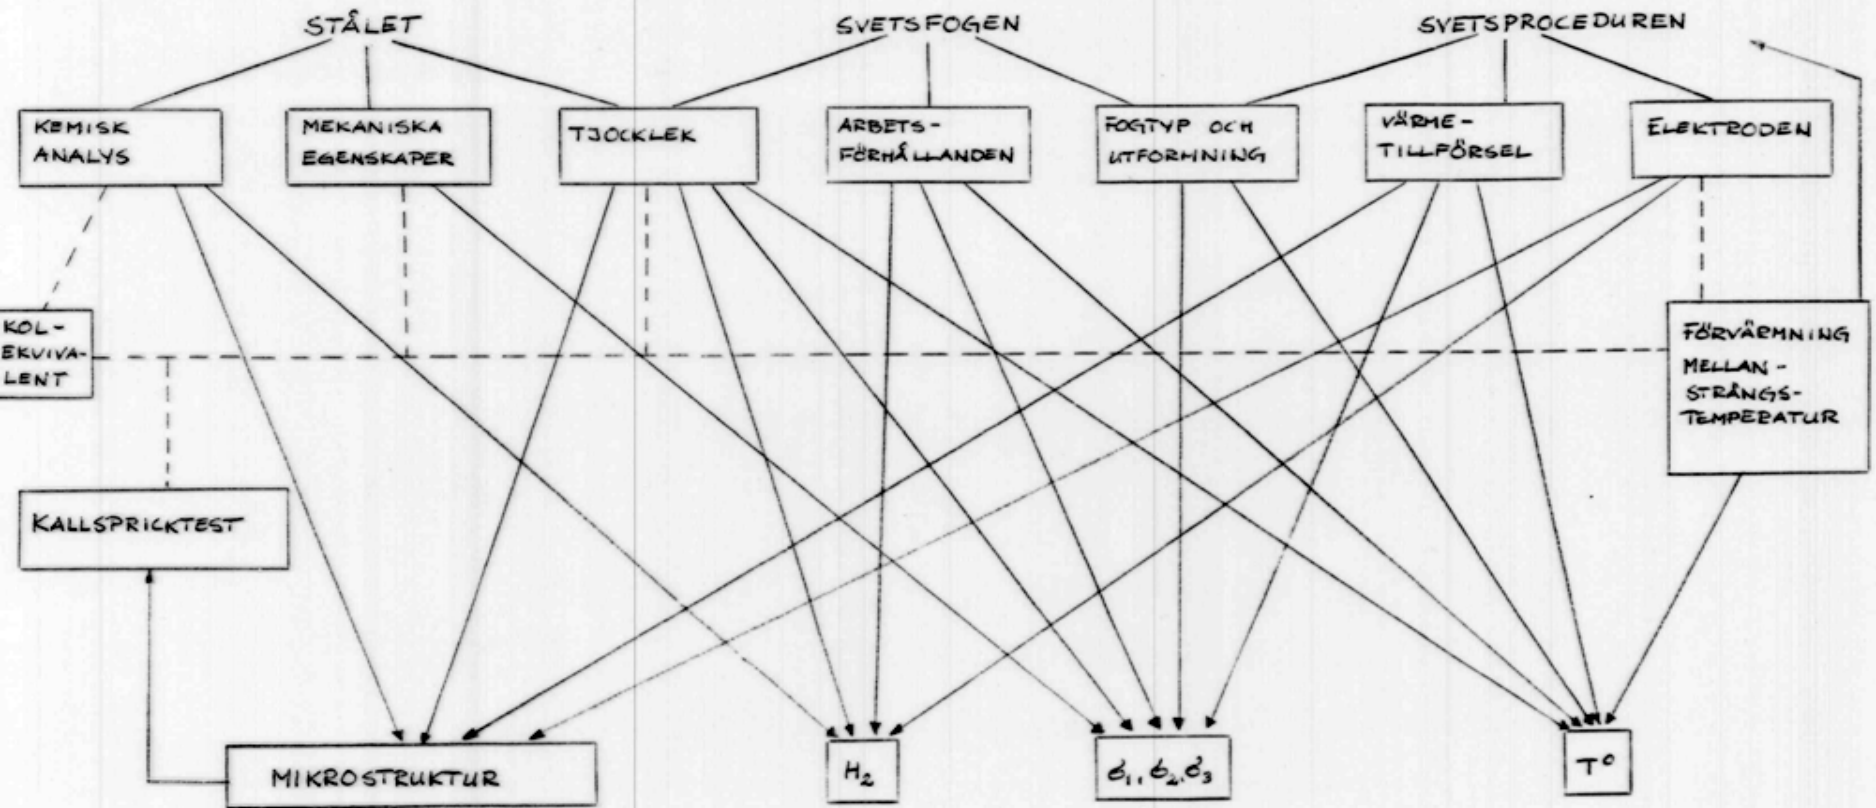 STÅLET
SVETSFOGEN
SVETSPROCEDUREN
KEMISK
ANALYS
MEKANISKA
EGENSKAPER
TJOCKLEK
ARBETS-
FÖRHÅLLANDEN
FOGTYP OCH
UTFORMNING
VÄRME-
TILLFÖRSEL
ELEKTRODEN
KOL-
EKVIVA-
LENT
FÖRVÄRMNING
MELLAN-
STRÄNGS-
TEMPERATUR
KALLSPRICKTEST
MIKROSTRUKTUR
H₂
σ₁, σ₂, σ₃
T°